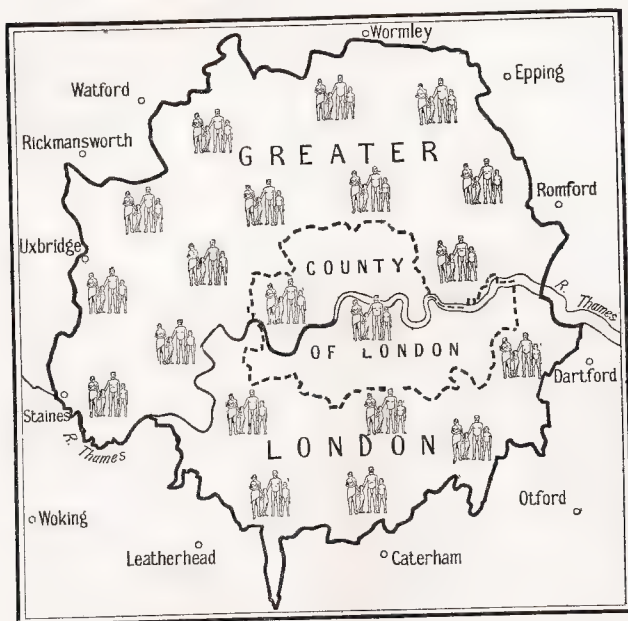 Wormley
Epping
Watford
Rickmansworth
GREATER
Romford
Uxbridge
COUNTY
R. Thames
OF LONDON
Dartford
Staines
R. Thames
LONDON
Otford
Woking
Leatherhead
Caterham